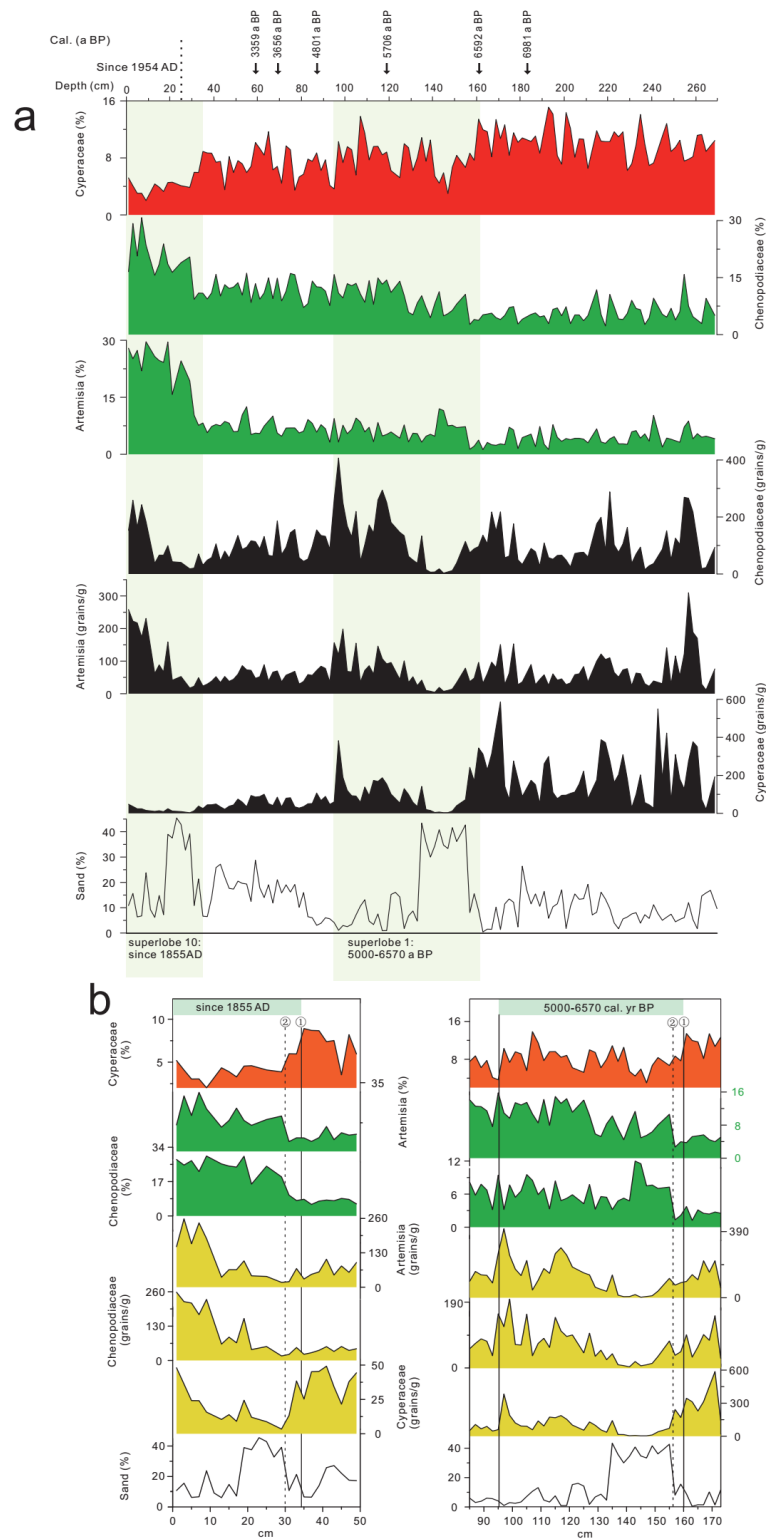 Cal. (a BP)
3359 a BP
3656 a BP
4801 a BP
5706 a BP
6592 a BP
6981 a BP
Since 1954 AD
Depth (cm) 0 20 40 60 80 100 120 140 160 180 200 220 240 260
a
Cyperaceae (%)
16
8
0
Chenopodiaceae (%)
30
15
0
Artemisia (%)
30
15
0
Chenopodiaceae (grains/g)
400
200
0
Artemisia (grains/g)
300
200
100
0
Cyperaceae (grains/g)
600
400
200
0
Sand (%)
40
30
20
10
0
superlobe 10:
since 1855AD
superlobe 1:
5000-6570 a BP
b
since 1855 AD
② ①
Cyperaceae
(%)
10
5
35
Artemisia (%)
34
Chenopodiaceae
(%)
17
0
260
130
0
Artemisia
(grains/g)
Chenopodiaceae
(grains/g)
260
130
0
50
25
0
Cyperaceae
(grains/g)
Sand (%)
40
20
0
0 10 20 30 40 50
cm
5000-6570 cal. yr BP
② ①
16
8
0
16
8
0
12
6
0
390
0
190
0
600
300
0
40
20
0
90 100 110 120 130 140 150 160 170
cm